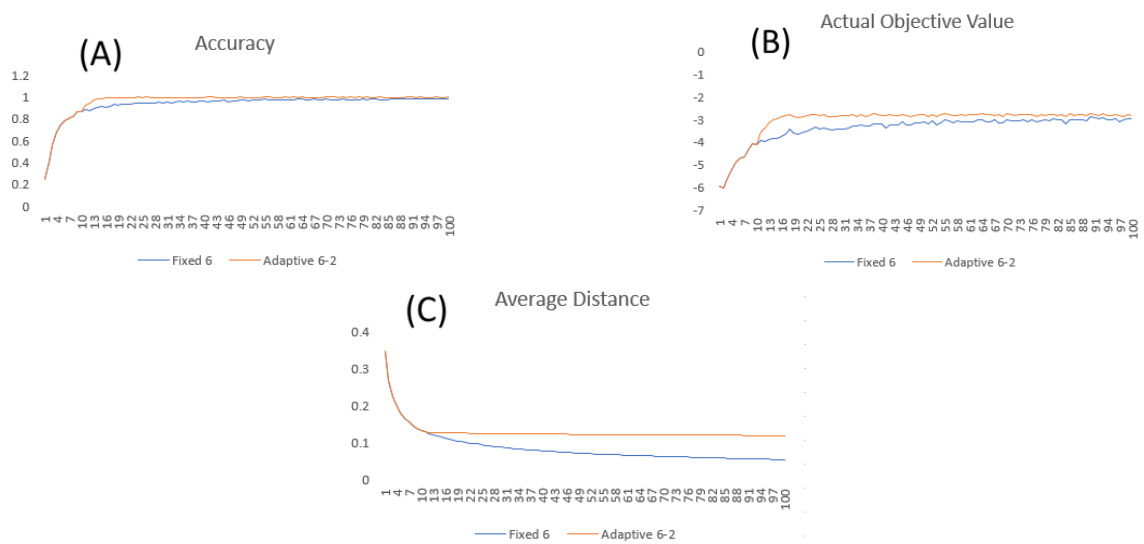 (A)
Accuracy
1.2
1
0.8
0.6
0.4
0.2
0
1 4 7 10 13 16 19 22 25 28 31 34 37 40 43 46 49 52 55 58 61 64 67 70 73 76 79 82 85 88 91 94 97 100
Fixed 6 Adaptive 6-2
(B)
Actual Objective Value
0
-1
-2
-3
-4
-5
-6
-7
1 4 7 10 13 16 19 22 25 28 31 34 37 40 43 46 49 52 55 58 61 64 67 70 73 76 79 82 85 88 91 94 97 100
Fixed 6 Adaptive 6-2
(C)
Average Distance
0.4
0.3
0.2
0.1
0
1 4 7 10 13 16 19 22 25 28 31 34 37 40 43 46 49 52 55 58 61 64 67 70 73 76 79 82 85 88 91 94 97 100
Fixed 6 Adaptive 6-2